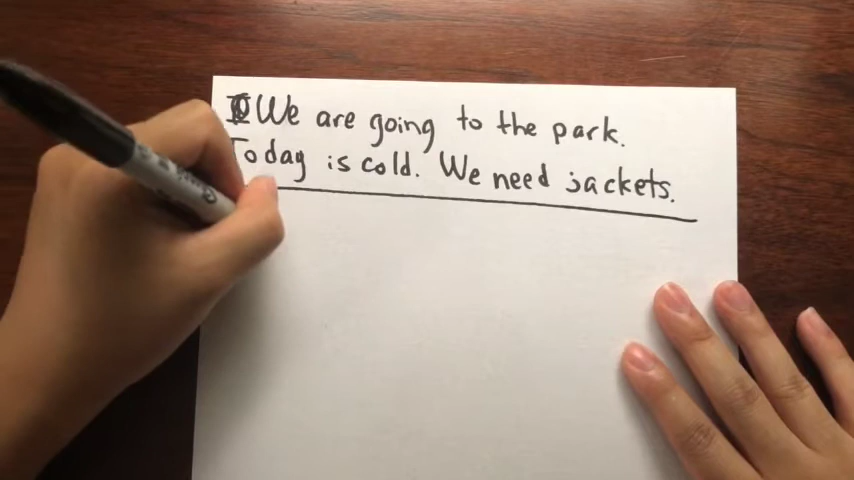 We are going to the park.
Today is cold. We need jackets.